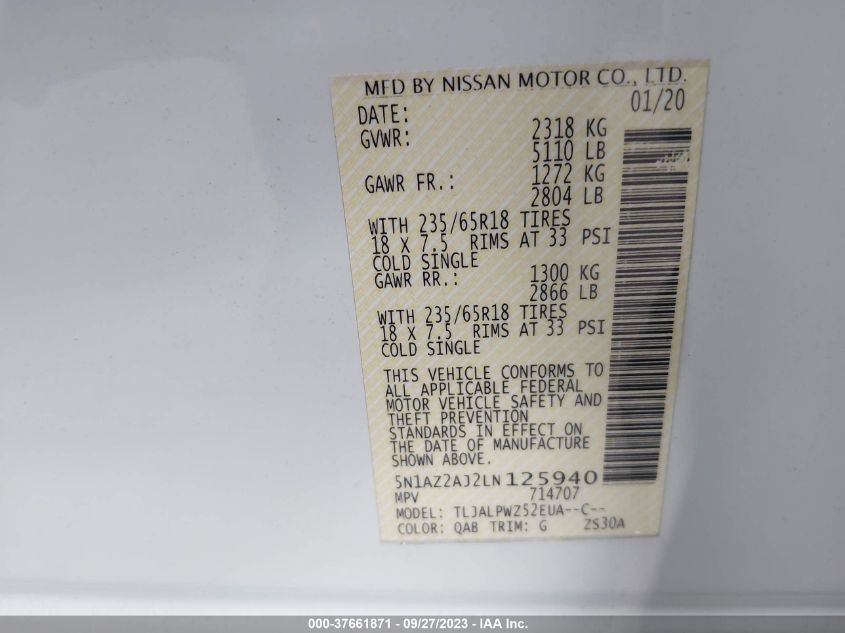 MFD BY NISSAN MOTOR CO., LTD.
DATE: 01/20
GVWR: 2318 KG
5110 LB
GAWR FR.: 1272 KG
2804 LB
WITH 235/65R18 TIRES
18 X 7.5 RIMS AT 33 PSI
COLD SINGLE
GAWR RR.: 1300 KG
2866 LB
WITH 235/65R18 TIRES
18 X 7.5 RIMS AT 33 PSI
COLD SINGLE
THIS VEHICLE CONFORMS TO
ALL APPLICABLE FEDERAL
MOTOR VEHICLE SAFETY AND
THEFT PREVENTION
STANDARDS IN EFFECT ON
THE DATE OF MANUFACTURE
SHOWN ABOVE.
5N1AZ2AJ2LN125940
MPV 714707
MODEL: TLJALPWZ52EUA--C--
COLOR: QAB TRIM: G ZS30A
000-37661871 - 09/27/2023 - IAA Inc.